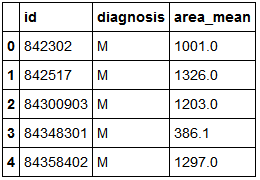 id diagnosis area_mean
0 842302 M 1001.0
1 842517 M 1326.0
2 84300903 M 1203.0
3 84348301 M 386.1
4 84358402 M 1297.0